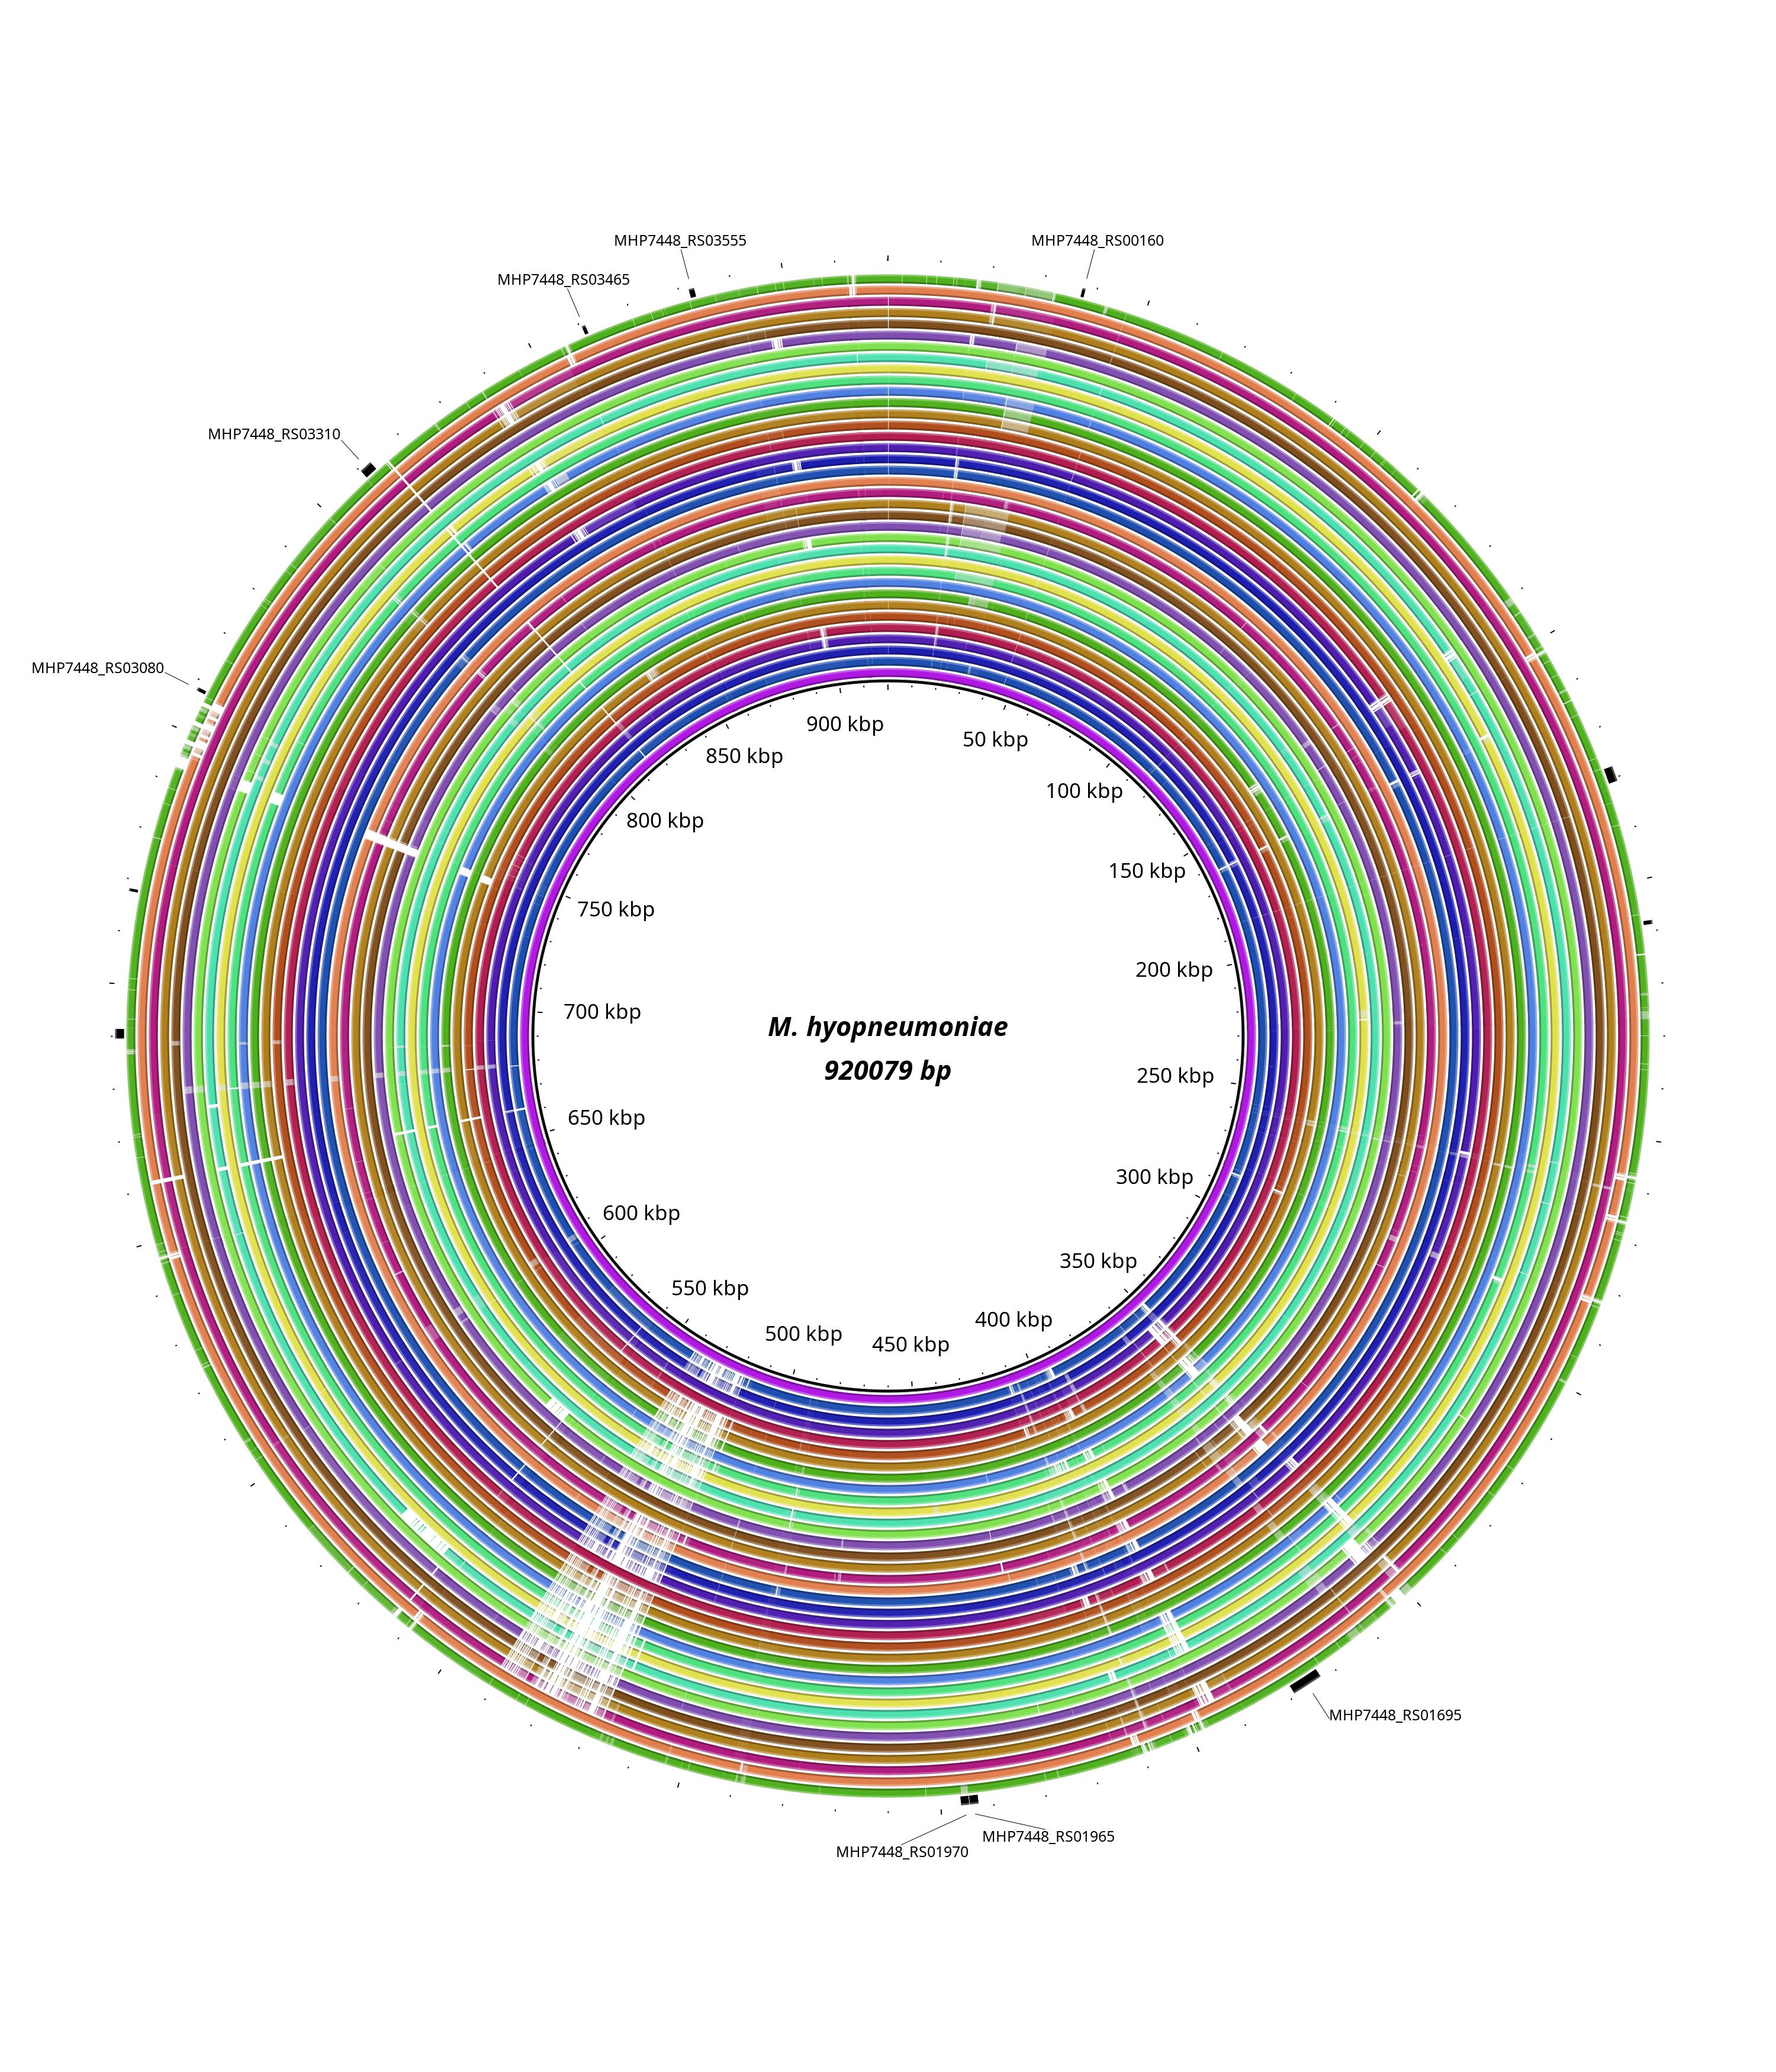 MHP7448_RS03555
MHP7448_RS00160
MHP7448_RS03465
MHP7448_RS03310
MHP7448_RS03080
900 kbp
50 kbp
850 kbp
100 kbp
800 kbp
150 kbp
750 kbp
200 kbp
700 kbp
M. hyopneumoniae
920079 bp
250 kbp
650 kbp
300 kbp
600 kbp
350 kbp
550 kbp
400 kbp
500 kbp
450 kbp
MHP7448_RS01695
MHP7448_RS01965
MHP7448_RS01970